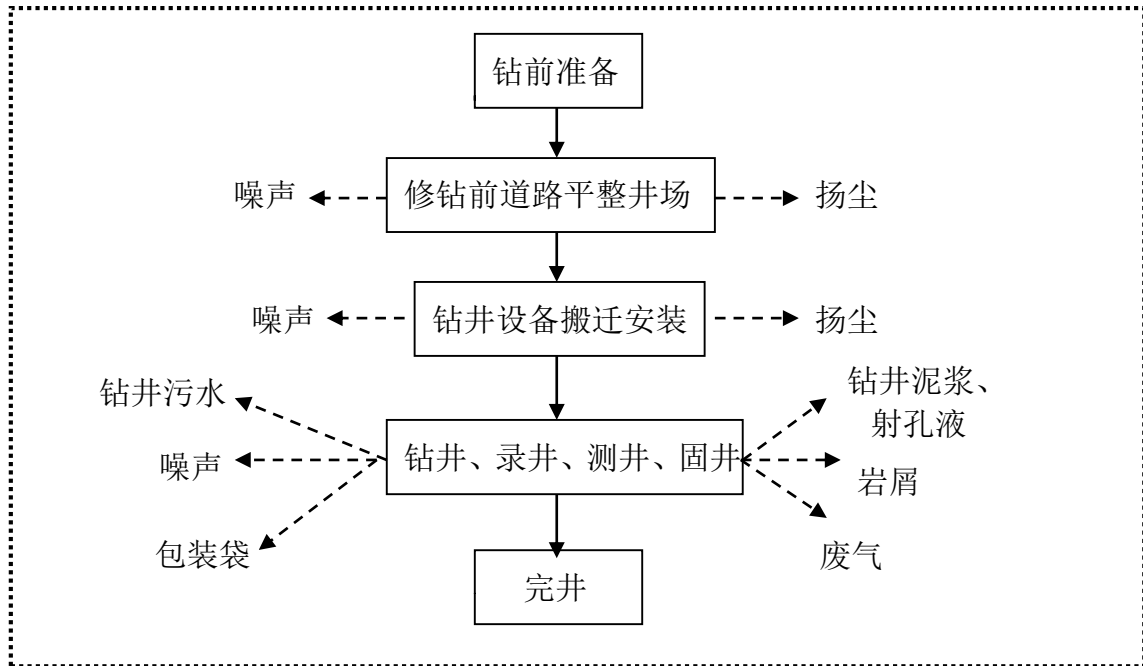 钻前准备
噪声
修钻前道路平整井场
扬尘
噪声
钻井设备搬迁安装
扬尘
钻井污水
钻井泥浆、
射孔液
噪声
钻井、录井、测井、固井
岩屑
包装袋
废气
完井